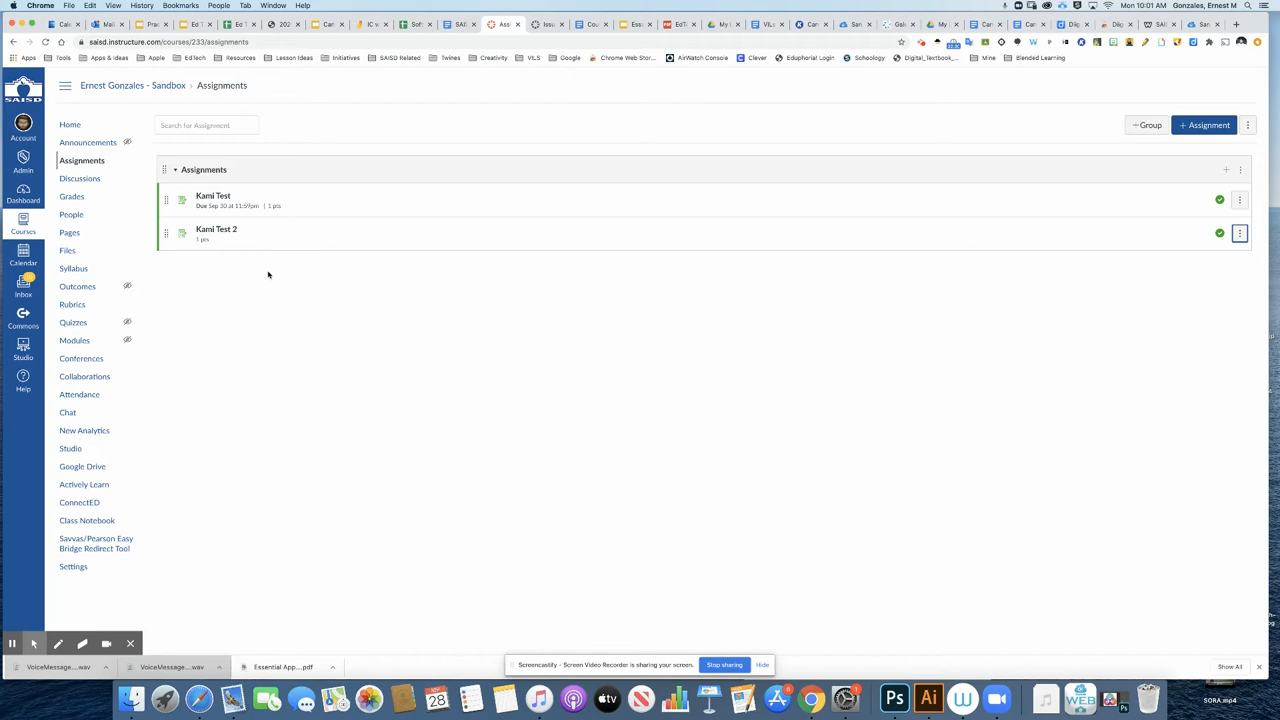 Chrome File Edit View History Bookmarks People Tab Window Help
Mon 10:01 AM Gonzales, Ernest M
saisd.instructure.com/courses/233/assignments
Apps Tools Apps & Ideas Apple EdTech Resources Lesson Ideas Initiatives SAISD Related Twines Creativity VILS Google Chrome Web Stor... AirWatch Console Clever Eduphorial Login Schoology Digital_Textbook_... Mine Blended Learning
SAISD
Ernest Gonzales - Sandbox › Assignments
Account
Admin
Dashboard
Courses
Calendar
Inbox
Commons
Studio
Help
Home
Announcements
Assignments
Discussions
Grades
People
Pages
Files
Syllabus
Outcomes
Rubrics
Quizzes
Modules
Conferences
Collaborations
Attendance
Chat
New Analytics
Studio
Google Drive
Actively Learn
ConnectED
Class Notebook
Savvas/Pearson Easy
Bridge Redirect Tool
Settings
Search for Assignment
+Group
+ Assignment
Assignments
Kami Test
Due Sep 30 at 11:59pm | 1 pts
Kami Test 2
1 pts
Screencastify - Screen Video Recorder is sharing your screen. Stop sharing Hide
VoiceMessage....wav
VoiceMessage....wav
Essential App....pdf
Show All
SORA.mp4